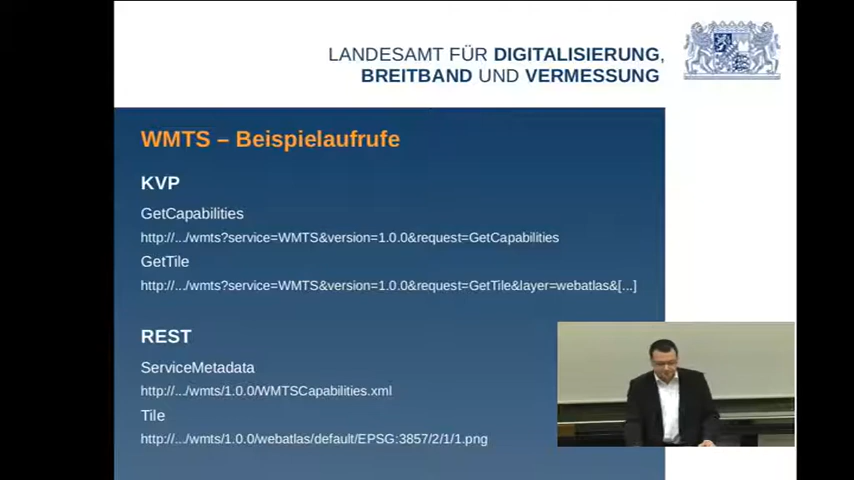 LANDESAMT FÜR DIGITALISIERUNG,
BREITBAND UND VERMESSUNG
WMTS – Beispielaufrufe
KVP
GetCapabilities
http://.../wmts?service=WMTS&version=1.0.0&request=GetCapabilities
GetTile
http://.../wmts?service=WMTS&version=1.0.0&request=GetTile&layer=webatlas&[...]
REST
ServiceMetadata
http://.../wmts/1.0.0/WMTSCapabilities.xml
Tile
http://.../wmts/1.0.0/webatlas/default/EPSG:3857/2/1/1.png